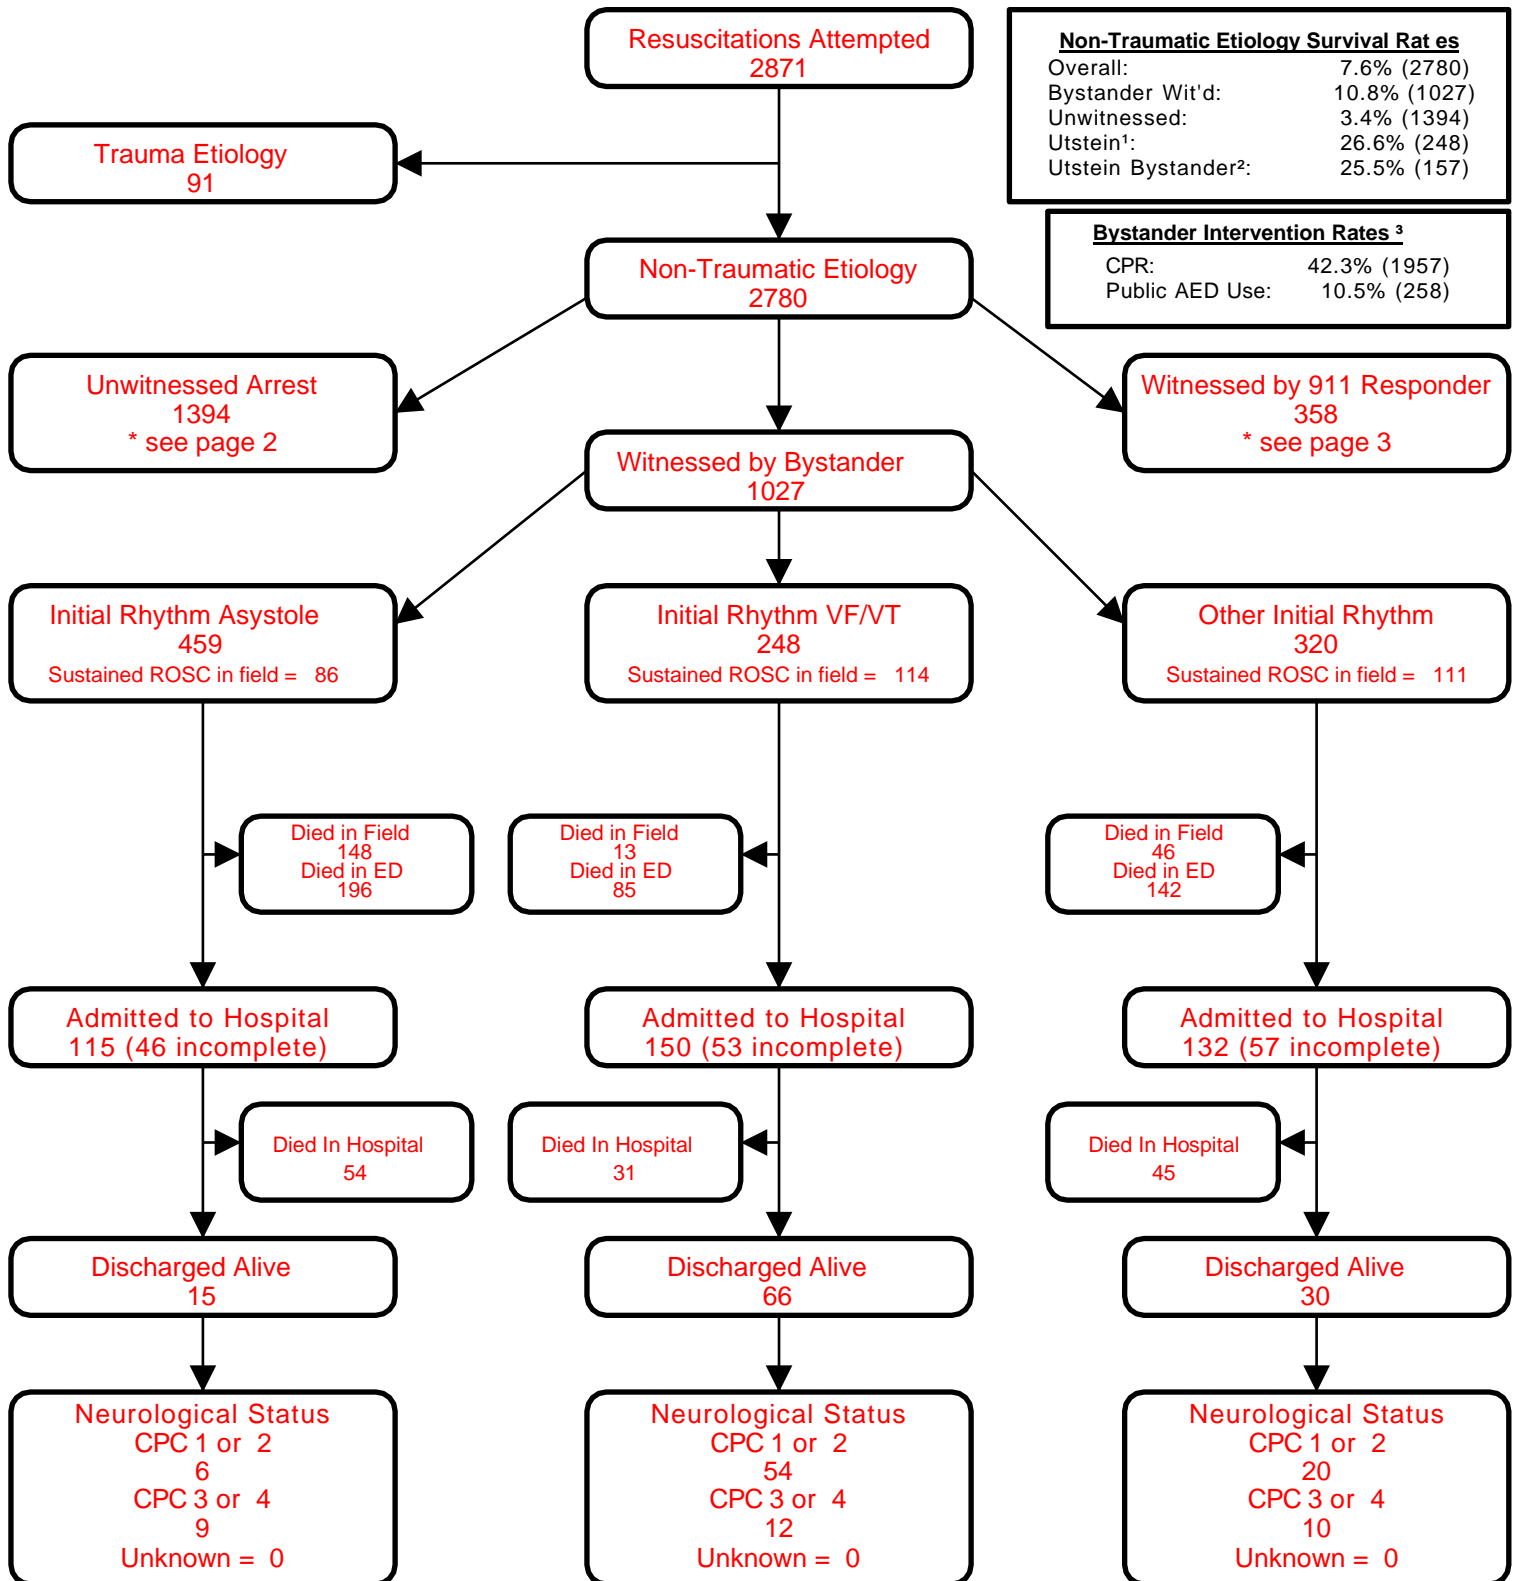 Resuscitations Attempted
2871
Non-Traumatic Etiology Survival Rat es
Overall: 7.6% (2780)
Bystander Wit'd: 10.8% (1027)
Unwitnessed: 3.4% (1394)
Utstein¹: 26.6% (248)
Utstein Bystander²: 25.5% (157)
Trauma Etiology
91
Bystander Intervention Rates ³
CPR: 42.3% (1957)
Public AED Use: 10.5% (258)
Non-Traumatic Etiology
2780
Unwitnessed Arrest
1394
* see page 2
Witnessed by 911 Responder
358
* see page 3
Witnessed by Bystander
1027
Initial Rhythm Asystole
459
Sustained ROSC in field = 86
Initial Rhythm VF/VT
248
Sustained ROSC in field = 114
Other Initial Rhythm
320
Sustained ROSC in field = 111
Died in Field
148
Died in ED
196
Died in Field
13
Died in ED
85
Died in Field
46
Died in ED
142
Admitted to Hospital
115 (46 incomplete)
Admitted to Hospital
150 (53 incomplete)
Admitted to Hospital
132 (57 incomplete)
Died In Hospital
54
Died In Hospital
31
Died In Hospital
45
Discharged Alive
15
Discharged Alive
66
Discharged Alive
30
Neurological Status
CPC 1 or 2
6
CPC 3 or 4
9
Unknown = 0
Neurological Status
CPC 1 or 2
54
CPC 3 or 4
12
Unknown = 0
Neurological Status
CPC 1 or 2
20
CPC 3 or 4
10
Unknown = 0